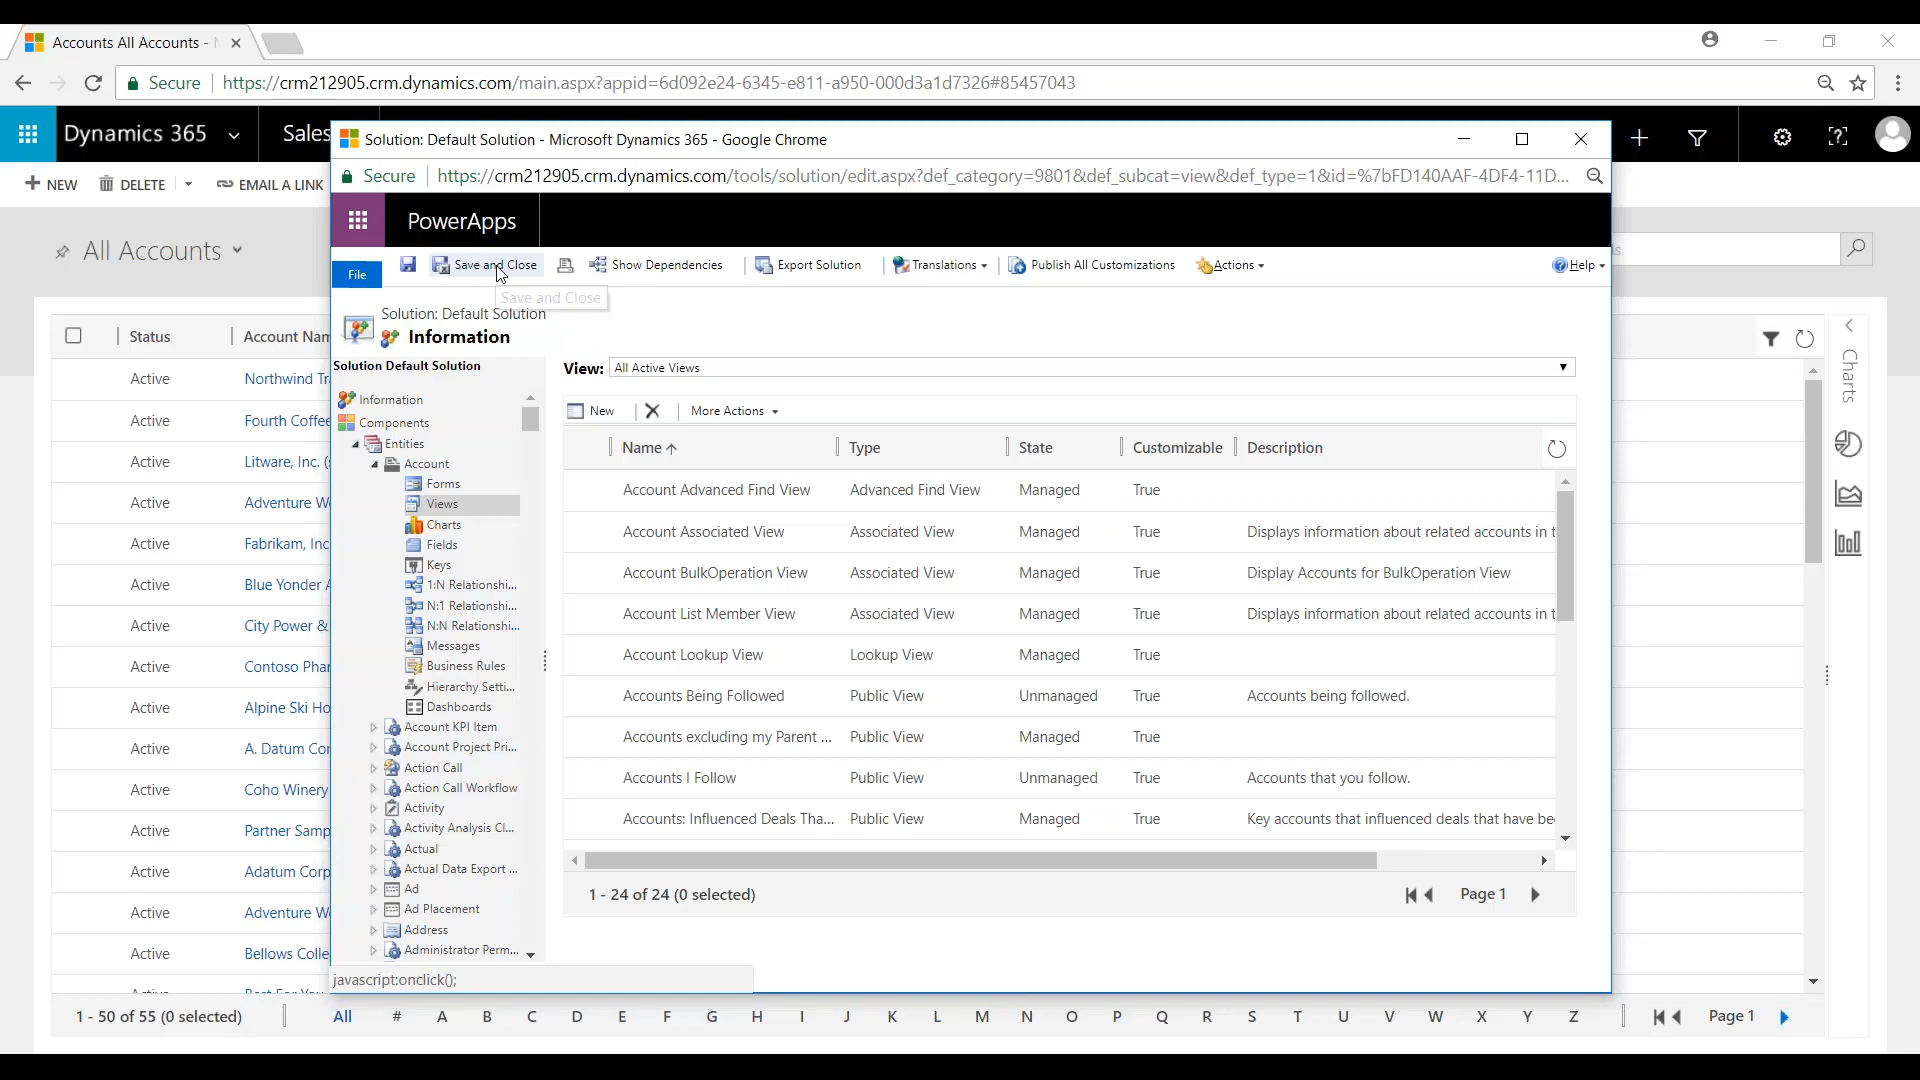 Accounts All Accounts -
Secure https://crm212905.crm.dynamics.com/main.aspx?appid=6d092e24-6345-e811-a950-000d3a1d7326#85457043
Dynamics 365
Sales
NEW
DELETE
EMAIL A LINK
All Accounts
Status
Account Nam
Active Northwind Tr
Active Fourth Coffee
Active Litware, Inc. (s
Active Adventure W
Active Fabrikam, Inc
Active Blue Yonder A
Active City Power &
Active Contoso Phar
Active Alpine Ski Ho
Active A. Datum Cor
Active Coho Winery
Active Partner Samp
Active Adatum Corp
Active Adventure W
Active Bellows Colle
Charts
Solution: Default Solution - Microsoft Dynamics 365 - Google Chrome
Secure https://crm212905.crm.dynamics.com/tools/solution/edit.aspx?def_category=9801&def_subcat=view&def_type=1&id=%7bFD140AAF-4DF4-11D...
PowerApps
File
Save and Close
Show Dependencies
Export Solution
Translations
Publish All Customizations
Actions
Help
Save and Close
Solution: Default Solution
Information
Solution Default Solution
Information
Components
Entities
Account
Forms
Views
Charts
Fields
Keys
1:N Relationshi...
N:1 Relationshi...
N:N Relationshi...
Messages
Business Rules
Hierarchy Setti...
Dashboards
Account KPI Item
Account Project Pri...
Action Call
Action Call Workflow
Activity
Activity Analysis Cl...
Actual
Actual Data Export ...
Ad
Ad Placement
Address
Administrator Perm...
View: All Active Views
New
More Actions
Name Type State Customizable Description
Account Advanced Find View Advanced Find View Managed True
Account Associated View Associated View Managed True Displays information about related accounts in t
Account BulkOperation View Associated View Managed True Display Accounts for BulkOperation View
Account List Member View Associated View Managed True Displays information about related accounts in t
Account Lookup View Lookup View Managed True
Accounts Being Followed Public View Unmanaged True Accounts being followed.
Accounts excluding my Parent ... Public View Managed True
Accounts I Follow Public View Unmanaged True Accounts that you follow.
Accounts: Influenced Deals Tha... Public View Managed True Key accounts that influenced deals that have be
1 - 24 of 24 (0 selected)
Page 1
javascript:onclick();
1 - 50 of 55 (0 selected)
All # A B C D E F G H I J K L M N O P Q R S T U V W X Y Z
Page 1